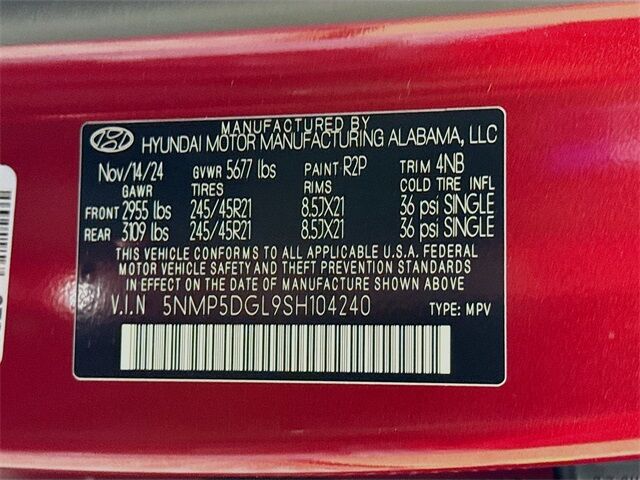 MANUFACTURED BY
HYUNDAI MOTOR MANUFACTURING ALABAMA, LLC
Nov/14/24 GVWR 5677 lbs PAINT R2P TRIM 4NB
GAWR TIRES RIMS COLD TIRE INFL
FRONT 2955 lbs 245/45R21 8.5JX21 36 psi SINGLE
REAR 3109 lbs 245/45R21 8.5JX21 36 psi SINGLE
THIS VEHICLE CONFORMS TO ALL APPLICABLE U.S.A. FEDERAL
MOTOR VEHICLE SAFETY AND THEFT PREVENTION STANDARDS
IN EFFECT ON THE DATE OF MANUFACTURE SHOWN ABOVE
V.I.N 5NMP5DGL9SH104240 TYPE: MPV